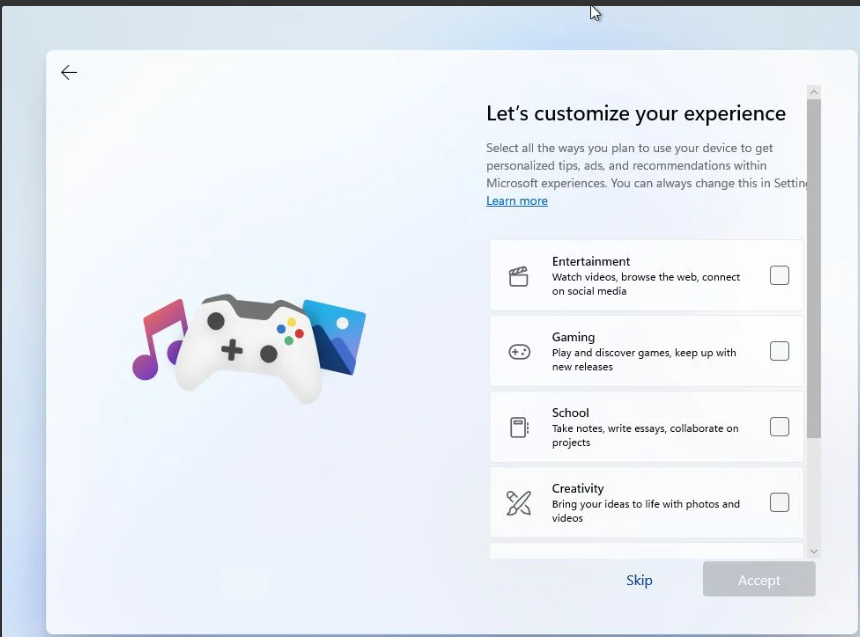 Let's customize your experience
Select all the ways you plan to use your device to get
personalized tips, ads, and recommendations within
Microsoft experiences. You can always change this in
Learn more
Entertainment
Watch videos, browse the web, connect
on social media
Gaming
Play and discover games, keep up with
new releases
School
Take notes, write essays, collaborate on
projects
Creativity
Bring your ideas to life with photos and
videos
Skip
Accept